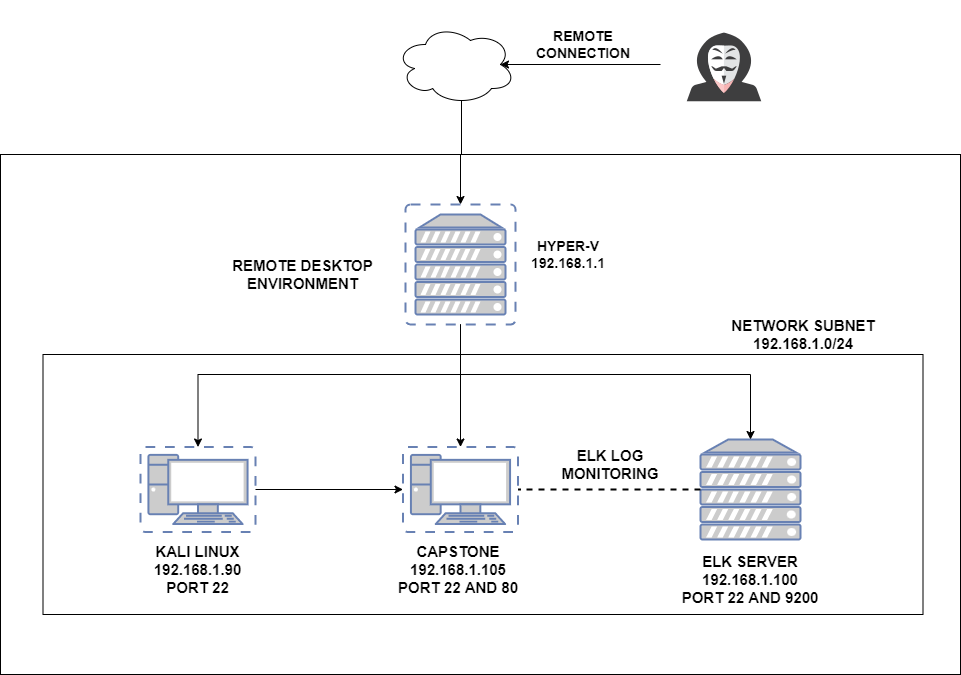 REMOTE
CONNECTION
HYPER-V
192.168.1.1
REMOTE DESKTOP
ENVIRONMENT
NETWORK SUBNET
192.168.1.0/24
ELK LOG
MONITORING
KALI LINUX
192.168.1.90
PORT 22
CAPSTONE
192.168.1.105
PORT 22 AND 80
ELK SERVER
192.168.1.100
PORT 22 AND 9200